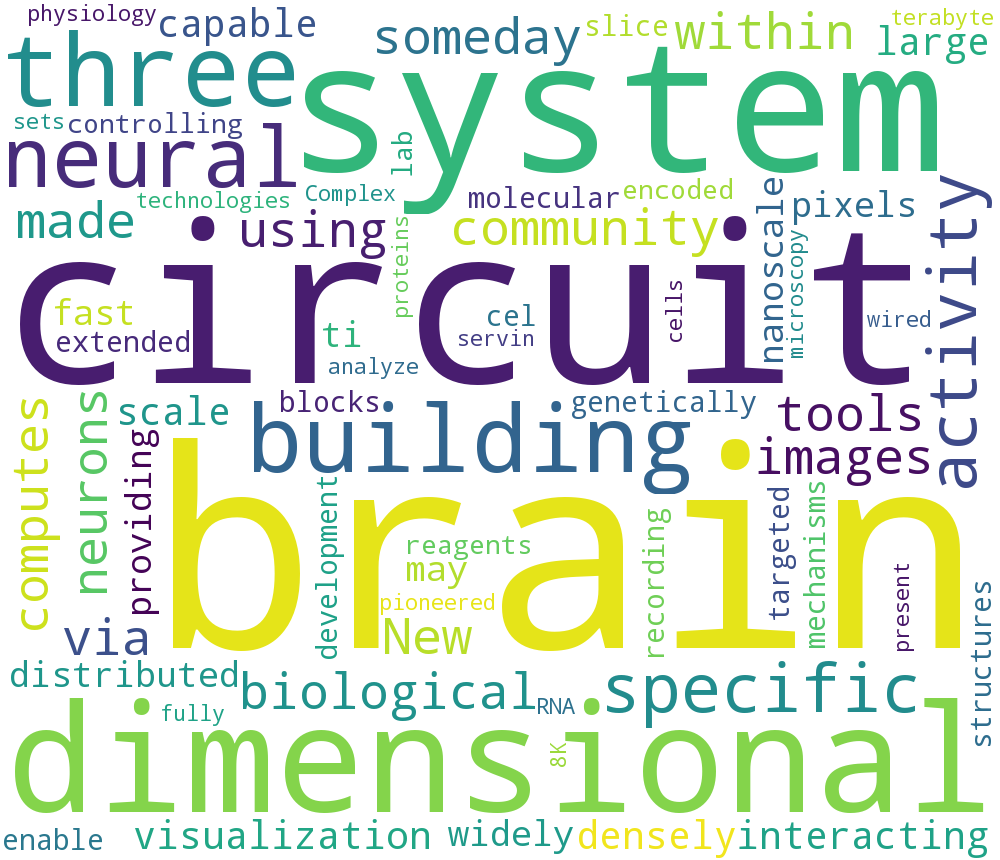 physiology
capable
someday
slice
within
terabyte
large
three
system
sets
controlling
lab
neural
technologies
Complex
molecular
encoded
made
using
proteins
community
nanoscale
pixels
microscopy
activity
circuit
fast
extended
ti
analyze
cel
servin
cells
wired
computes
neurons
scale
providing
blocks
building
genetically
tools
images
brain
development
reagents
may
pioneered
New
recording
targeted
mechanisms
present
structures
via
distributed
fully
biological
RNA
8K
specific
dimensional
enable
visualization
widely
densely
interacting